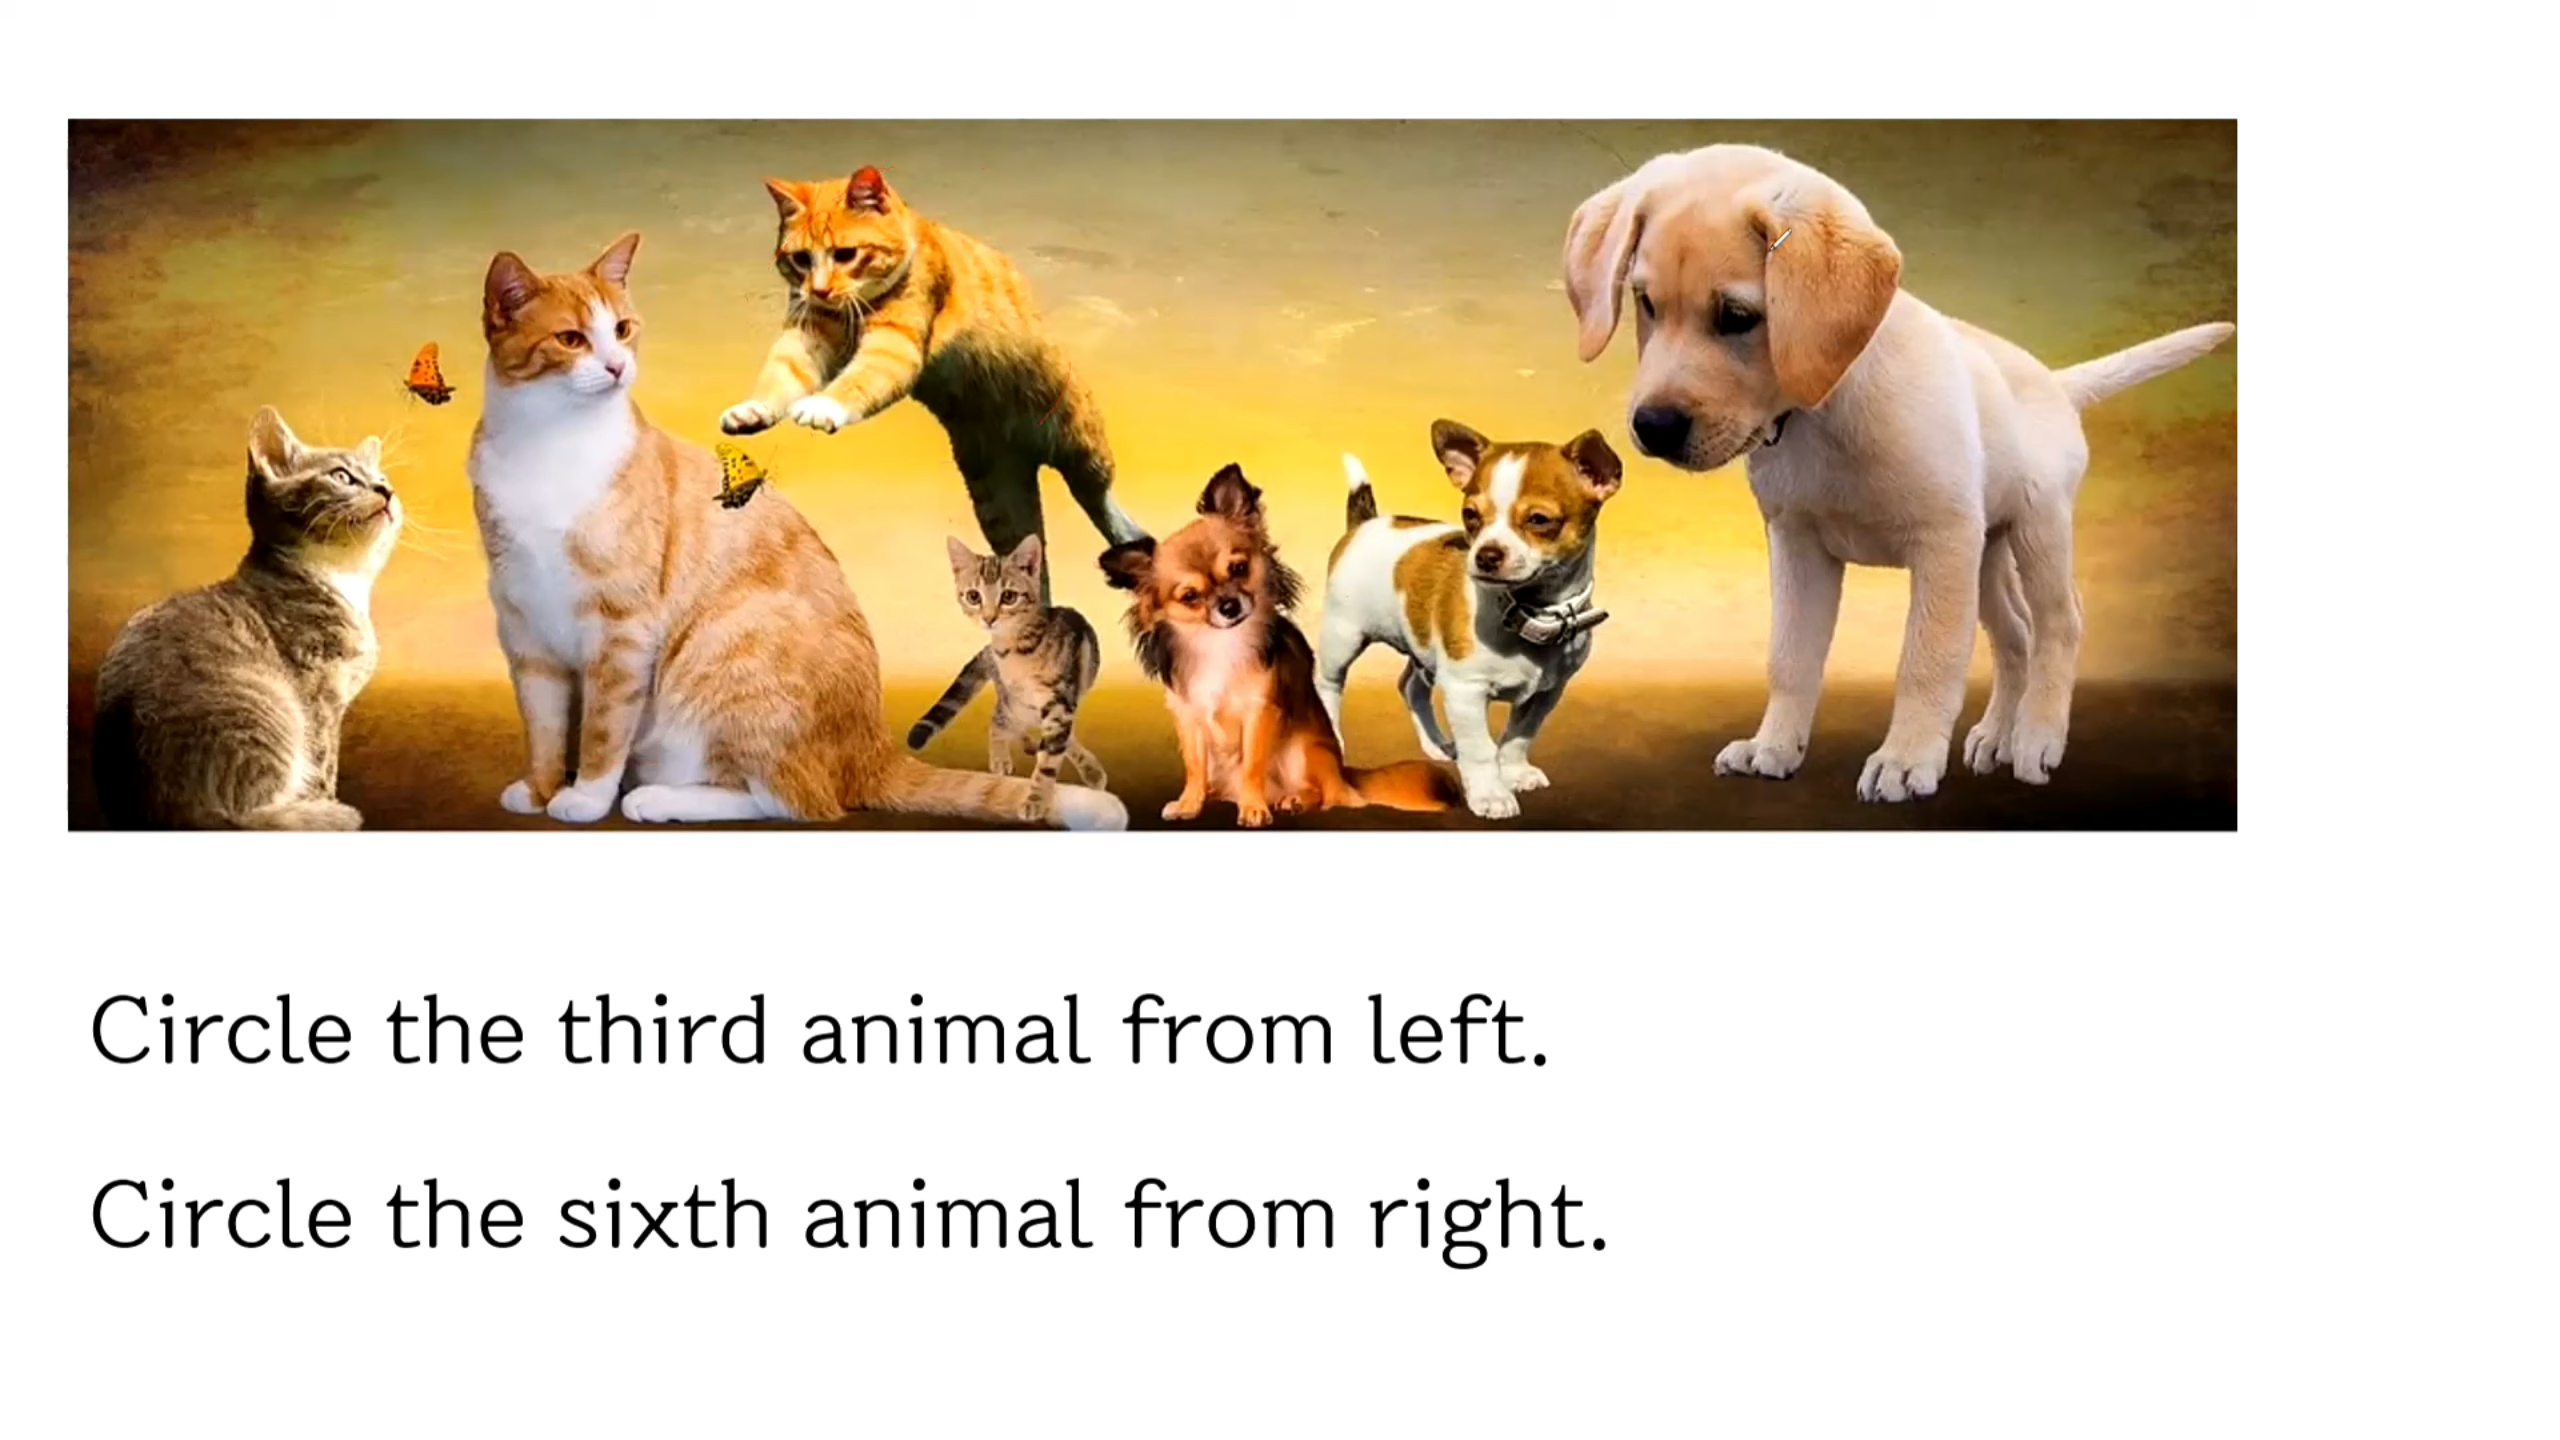 Circle the third animal from left.
Circle the sixth animal from right.